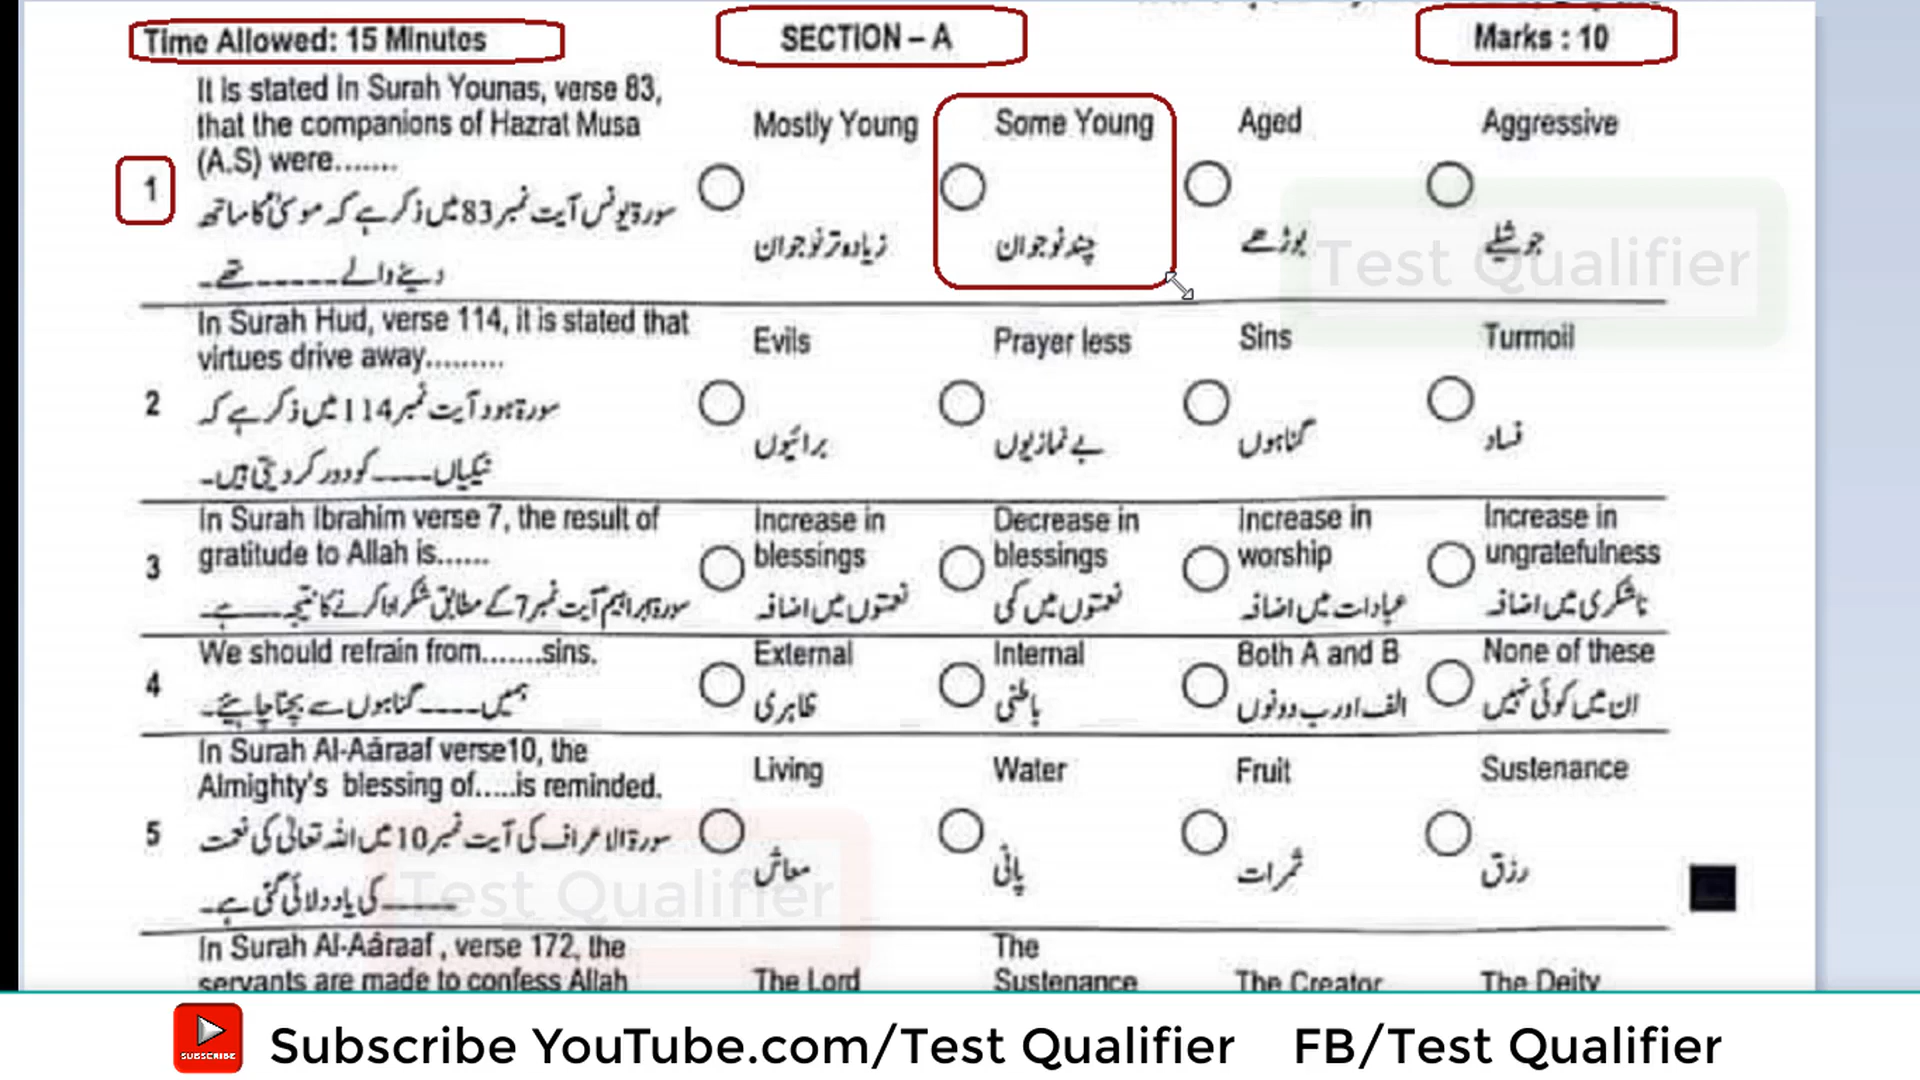 Time Allowed: 15 Minutes
SECTION – A
Marks : 10
1
It is stated in Surah Younas, verse 83,
that the companions of Hazrat Musa
(A.S) were.......
سورۃ یونس آیت نمبر 83 میں ذکر ہے کہ موسیٰؑ کا ساتھ
دینے والے ------ تھے۔
Mostly Young
زیادہ تر نوجوان
Some Young
چند نوجوان
Aged
بوڑھے
Aggressive
جوشیلے
Test Qualifier
2
In Surah Hud, verse 114, it is stated that
virtues drive away.........
سورۃ ہود آیت نمبر 114 میں ذکر ہے کہ
نیکیاں ---- کو دور کر دیتی ہیں۔
Evils
برائیوں
Prayer less
بے نمازیوں
Sins
گناہوں
Turmoil
فساد
3
In Surah Ibrahim verse 7, the result of
gratitude to Allah is......
سورۃ ابراہیم آیت نمبر 7 کے مطابق شکر ادا کرنے کا نتیجہ ---- ہے۔
Increase in
blessings
نعمتوں میں اضافہ
Decrease in
blessings
نعمتوں میں کمی
Increase in
worship
عبادات میں اضافہ
Increase in
ungratefulness
ناشکری میں اضافہ
4
We should refrain from.......sins.
ہمیں ---- گناہوں سے بچنا چاہیئے۔
External
ظاہری
Internal
باطنی
Both A and B
الف اور ب دونوں
None of these
ان میں کوئی نہیں
5
In Surah Al-Aáraaf verse10, the
Almighty's blessing of.....is reminded.
سورۃ الاعراف کی آیت نمبر 10 میں اللہ تعالیٰ کی نعمت
---- کی یاد دلائی گئی ہے۔
Living
معاش
Water
پانی
Fruit
ثمرات
Sustenance
رزق
Test Qualifier
In Surah Al-Aáraaf , verse 172, the
servants are made to confess Allah
The Lord
The
Sustenance
The Creator
The Deity
SUBSCRIBE
Subscribe YouTube.com/Test Qualifier FB/Test Qualifier